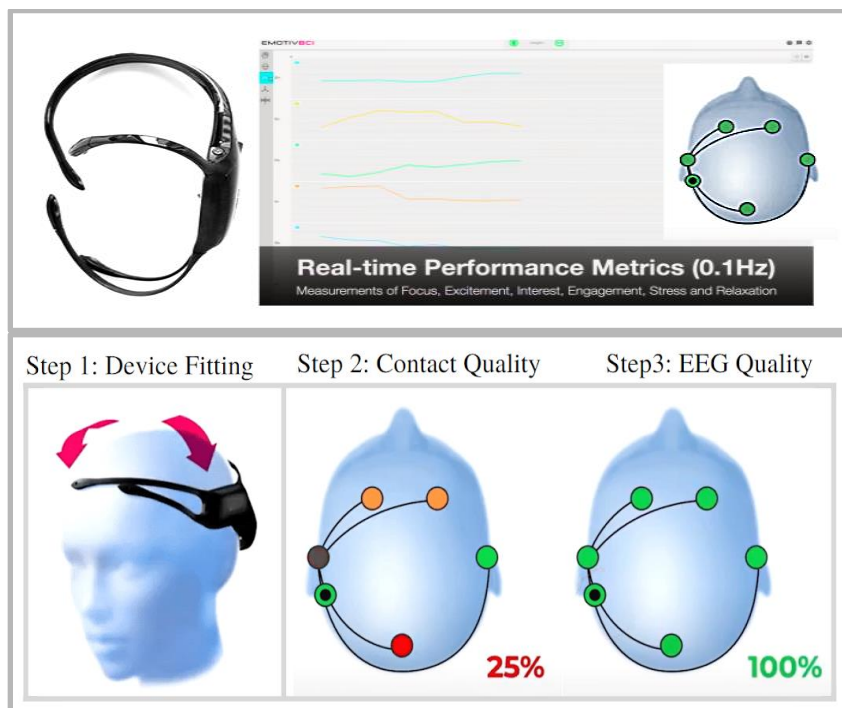 EMOTIVBCI
Real-time Performance Metrics (0.1Hz)
Measurements of Focus, Excitement, Interest, Engagement, Stress and Relaxation
Step 1: Device Fitting
Step 2: Contact Quality
Step3: EEG Quality
25%
100%